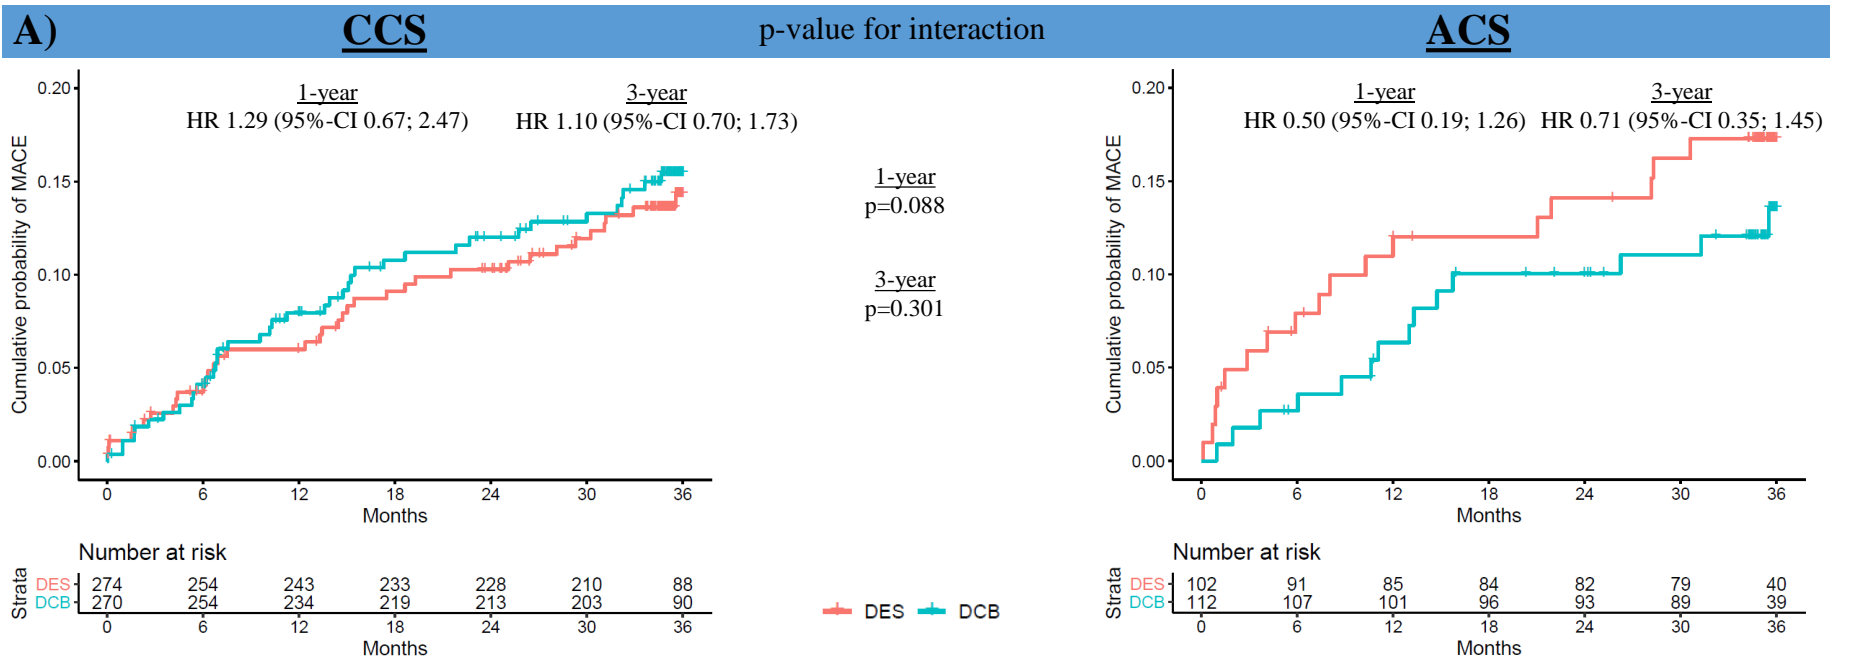 A) CCS p-value for interaction ACS
1-year 3-year
HR 1.29 (95%-CI 0.67; 2.47) HR 1.10 (95%-CI 0.70; 1.73)
Cumulative probability of MACE
0.20
0.15
0.10
0.05
0.00
0 6 12 18 24 30 36
Months
Number at risk
Strata
DES 274 254 243 233 228 210 88
DCB 270 254 234 219 213 203 90
0 6 12 18 24 30 36
Months
1-year
p=0.088
3-year
p=0.301
DES DCB
1-year 3-year
HR 0.50 (95%-CI 0.19; 1.26) HR 0.71 (95%-CI 0.35; 1.45)
Cumulative probability of MACE
0.20
0.15
0.10
0.05
0.00
0 6 12 18 24 30 36
Months
Number at risk
Strata
DES 102 91 85 84 82 79 40
DCB 112 107 101 96 93 89 39
0 6 12 18 24 30 36
Months